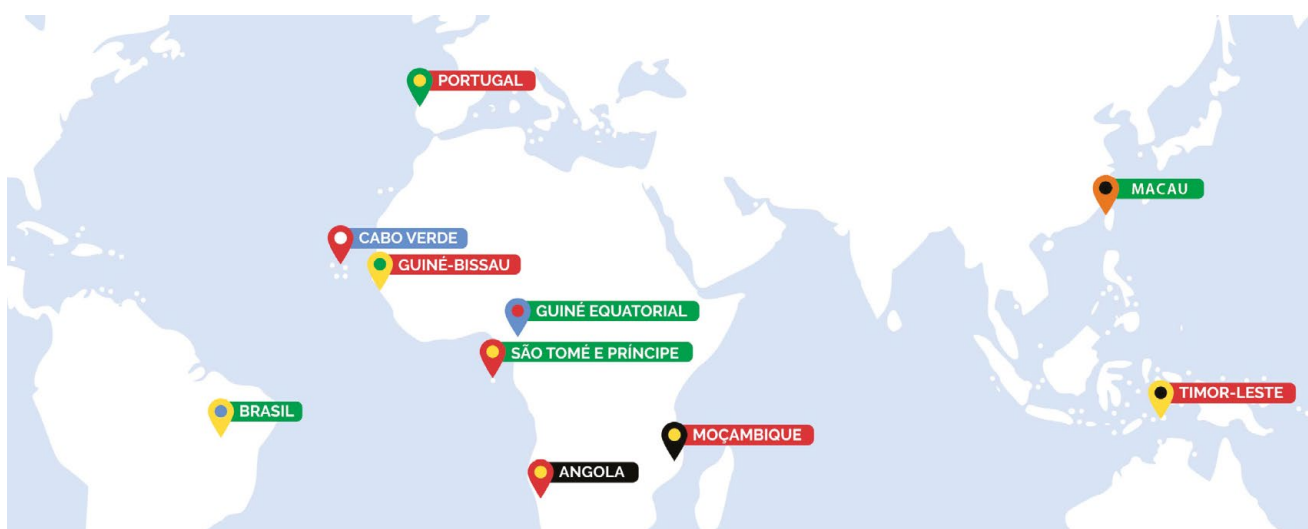 PORTUGAL
MACAU
CABO VERDE
GUINÉ-BISSAU
GUINÉ EQUATORIAL
SÃO TOMÉ E PRÍNCIPE
TIMOR-LESTE
BRASIL
MOÇAMBIQUE
ANGOLA